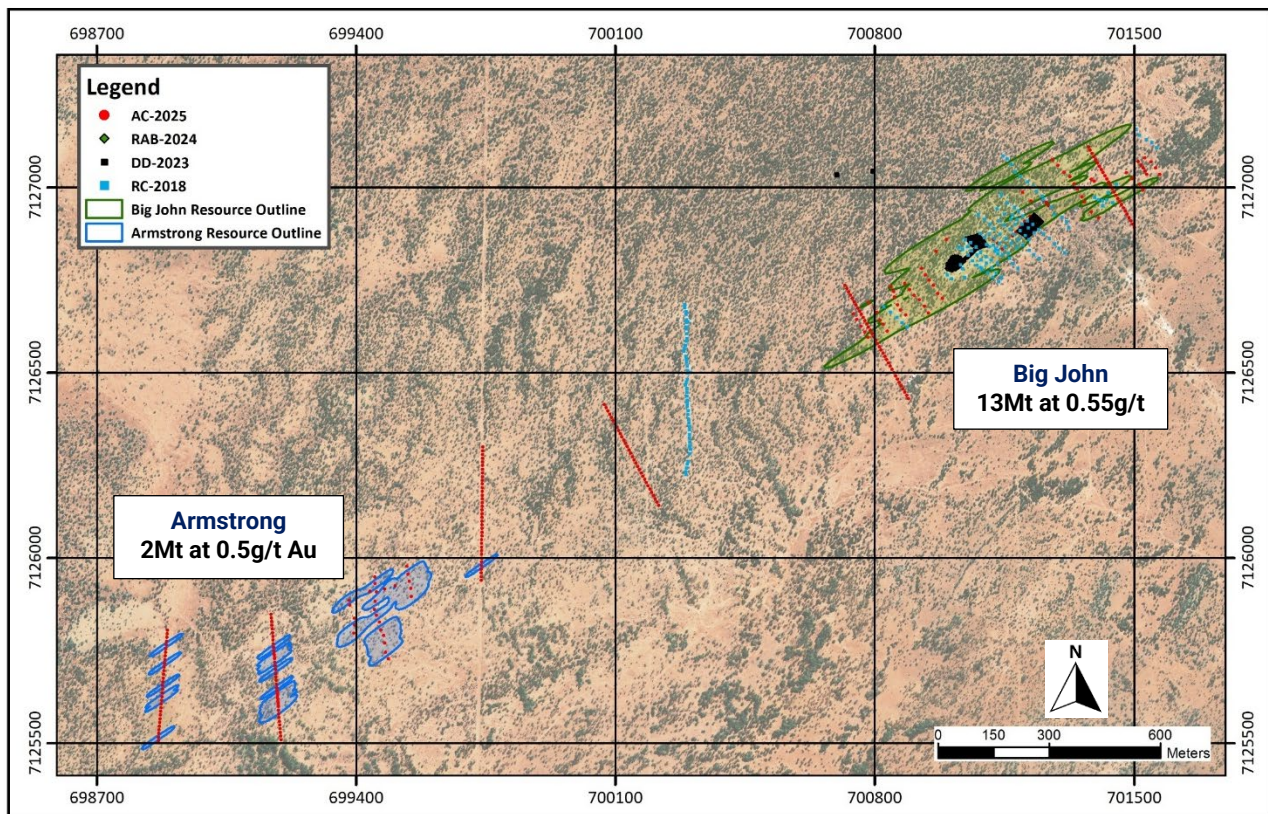 698700 699400 700100 700800 701500
Legend
AC-2025
RAB-2024
DD-2023
RC-2018
Big John Resource Outline
Armstrong Resource Outline
7127000
7127000
7126500
7126500
Big John
13Mt at 0.55g/t
Armstrong
2Mt at 0.5g/t Au
7126000
7126000
N
0 150 300 600
Meters
7125500
7125500
698700 699400 700100 700800 701500